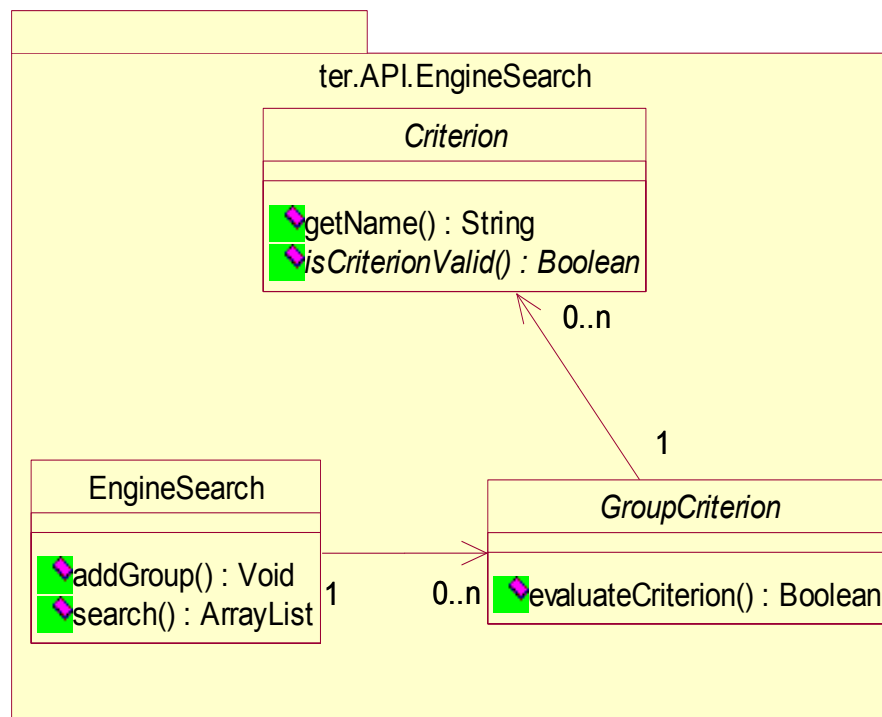 ter.API.EngineSearch
Criterion
getName() : String
isCriterionValid() : Boolean
0..n
1
EngineSearch
addGroup() : Void
search() : ArrayList
1
0..n
GroupCriterion
evaluateCriterion() : Boolean